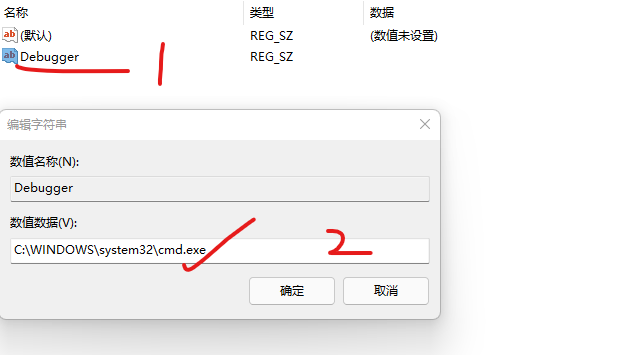 名称 类型 数据
(默认) REG_SZ (数值未设置)
Debugger REG_SZ
1
编辑字符串
数值名称(N):
Debugger
数值数据(V):
C:\WINDOWS\system32\cmd.exe
2
确定 取消